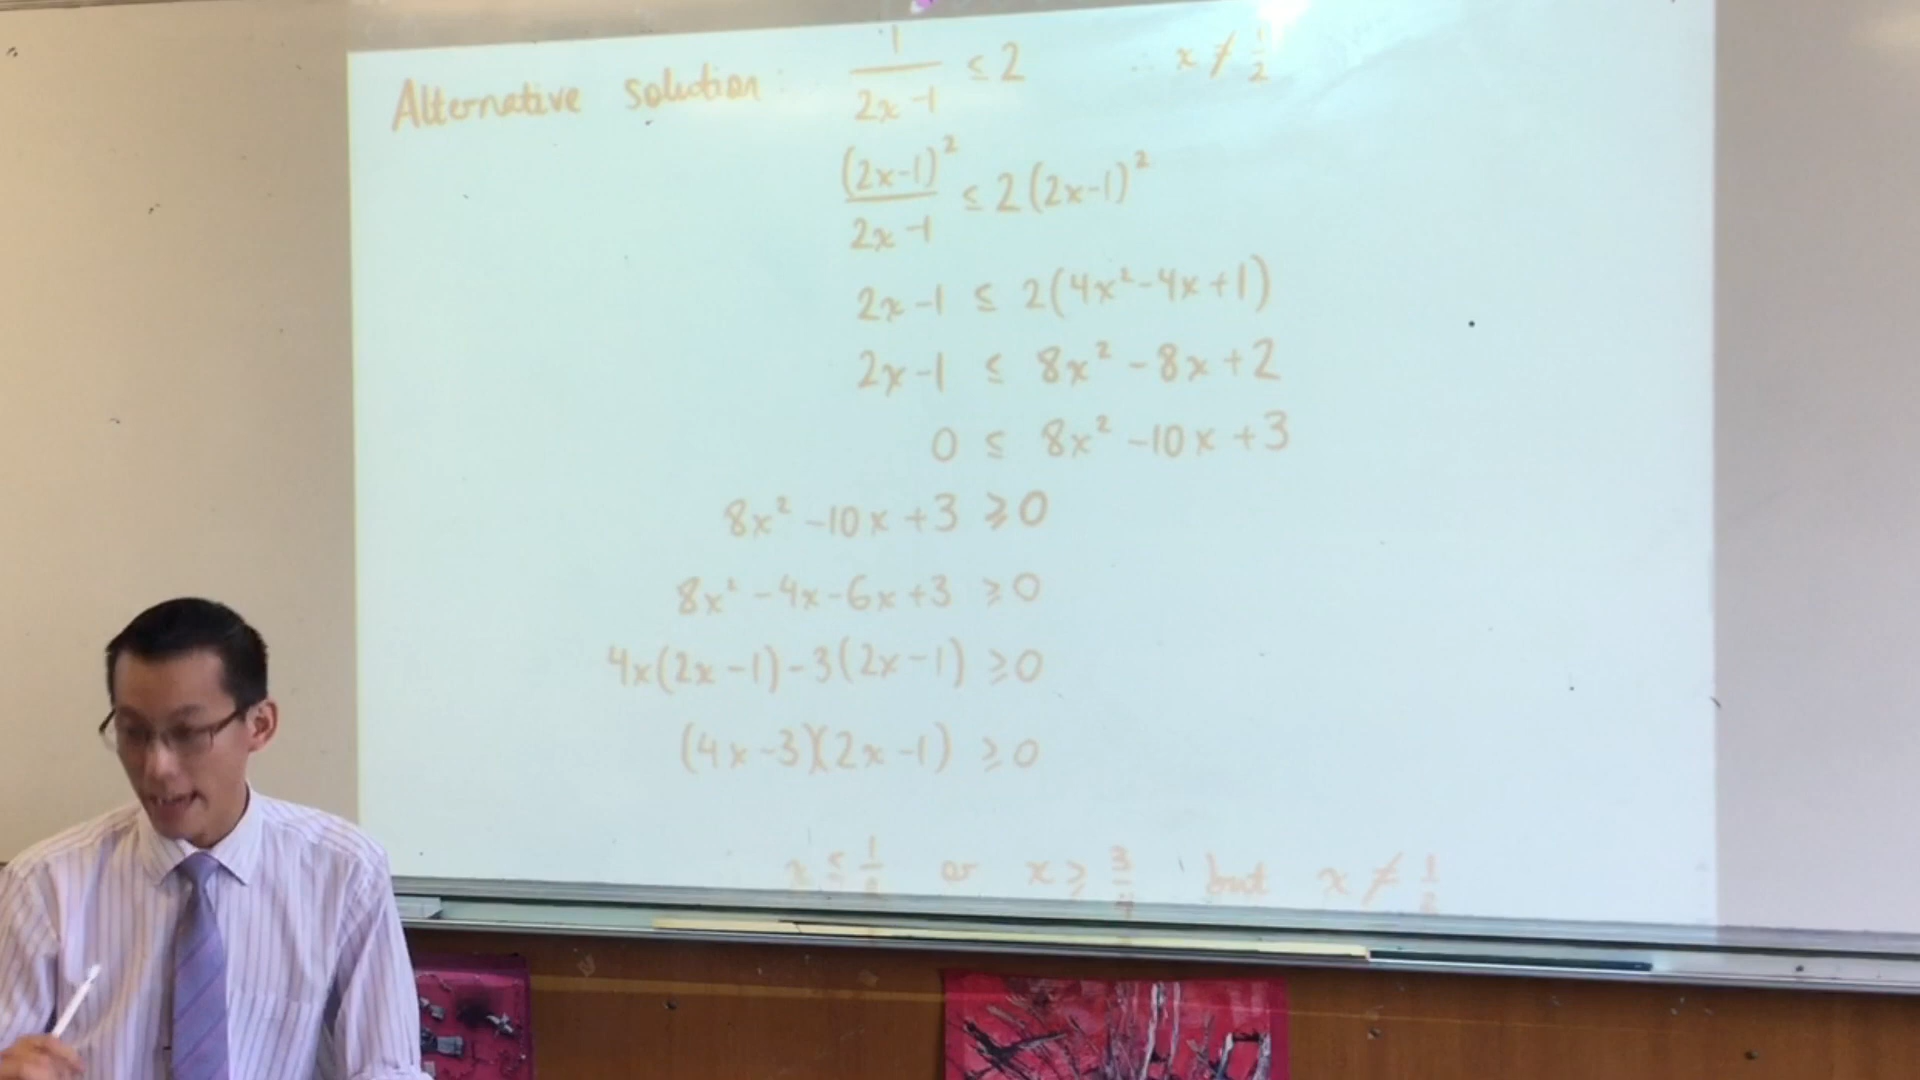 Alternative solution: 1/(2x-1) ≤ 2 x ≠ 1/2
(2x-1)²/(2x-1) ≤ 2(2x-1)²
2x-1 ≤ 2(4x²-4x+1)
2x-1 ≤ 8x²-8x+2
0 ≤ 8x²-10x+3
8x²-10x+3 ≥ 0
8x²-4x-6x+3 ≥ 0
4x(2x-1)-3(2x-1) ≥ 0
(4x-3)(2x-1) ≥ 0
x ≤ 1/2 or x ≥ 3/4 but x ≠ 1/2